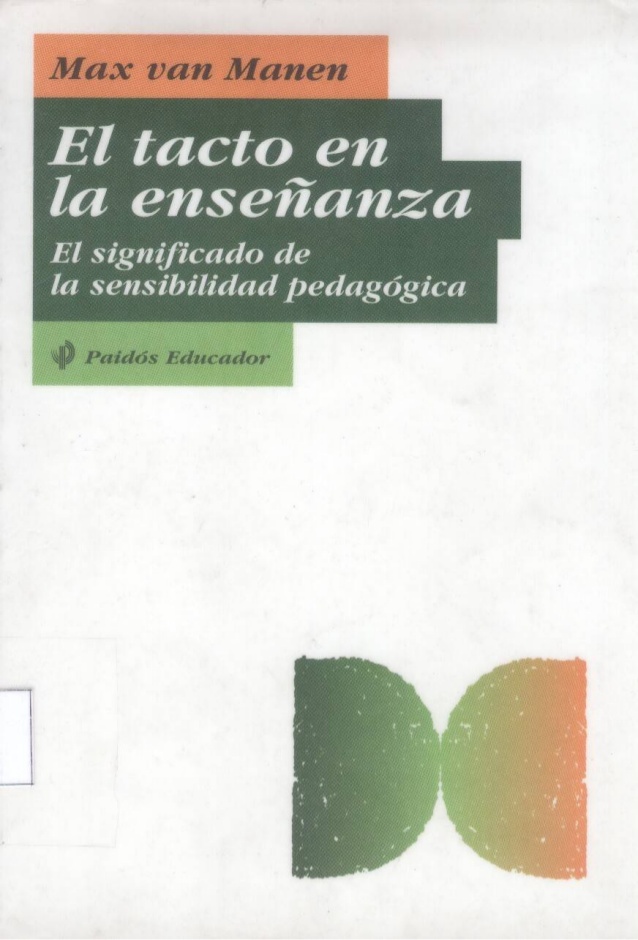 Max van Manen
El tacto en
la enseñanza
El significado de
la sensibilidad pedagógica
Paidós Educador